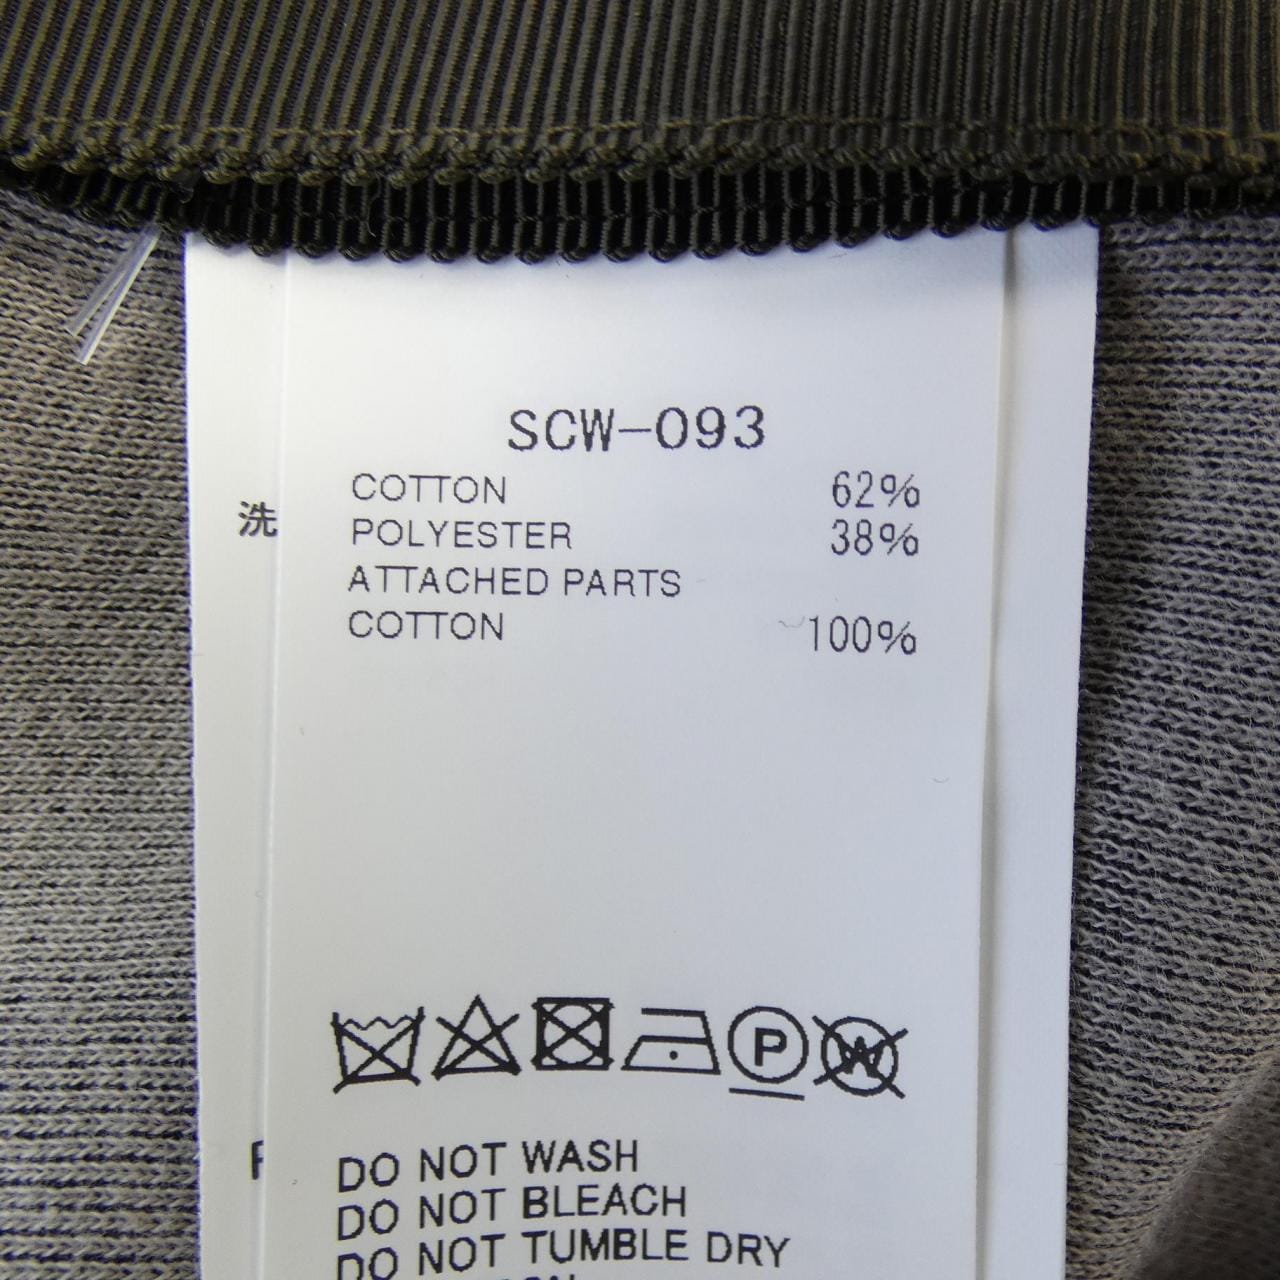 SCW-093
COTTON 62%
POLYESTER 38%
ATTACHED PARTS
COTTON 100%
洗
P
W
DO NOT WASH
DO NOT BLEACH
DO NOT TUMBLE DRY